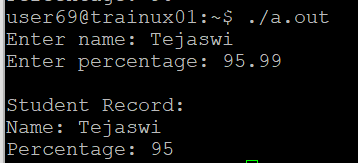 user69@trainux01:~$ ./a.out
Enter name: Tejaswi
Enter percentage: 95.99
Student Record:
Name: Tejaswi
Percentage: 95